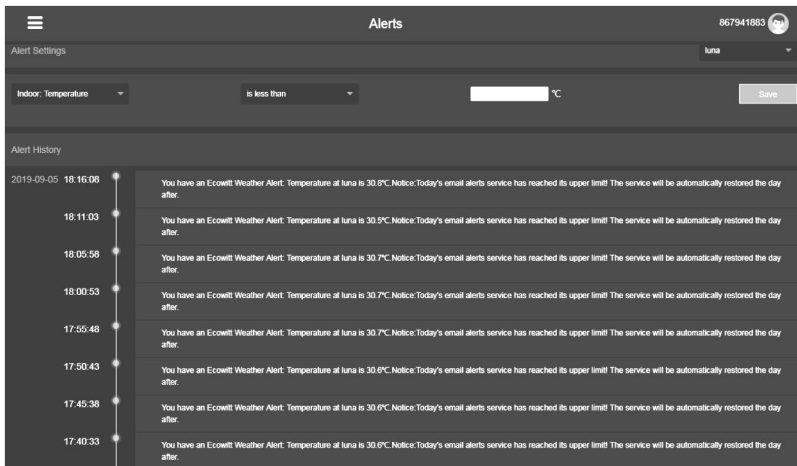 Alerts
867941883
Alert Settings
luna
Indoor: Temperature
is less than
℃
Save
Alert History
2019-09-05 18:16:08
You have an Ecowitt Weather Alert: Temperature at luna is 30.8℃.Notice:Today's email alerts service has reached its upper limit! The service will be automatically restored the day
after.
18:11:03
You have an Ecowitt Weather Alert: Temperature at luna is 30.5℃.Notice:Today's email alerts service has reached its upper limit! The service will be automatically restored the day
after.
18:05:58
You have an Ecowitt Weather Alert: Temperature at luna is 30.7℃.Notice:Today's email alerts service has reached its upper limit! The service will be automatically restored the day
after.
18:00:53
You have an Ecowitt Weather Alert: Temperature at luna is 30.7℃.Notice:Today's email alerts service has reached its upper limit! The service will be automatically restored the day
after.
17:55:48
You have an Ecowitt Weather Alert: Temperature at luna is 30.7℃.Notice:Today's email alerts service has reached its upper limit! The service will be automatically restored the day
after.
17:50:43
You have an Ecowitt Weather Alert: Temperature at luna is 30.6℃.Notice:Today's email alerts service has reached its upper limit! The service will be automatically restored the day
after.
17:45:38
You have an Ecowitt Weather Alert: Temperature at luna is 30.6℃.Notice:Today's email alerts service has reached its upper limit! The service will be automatically restored the day
after.
17:40:33
You have an Ecowitt Weather Alert: Temperature at luna is 30.6℃.Notice:Today's email alerts service has reached its upper limit! The service will be automatically restored the day
after.